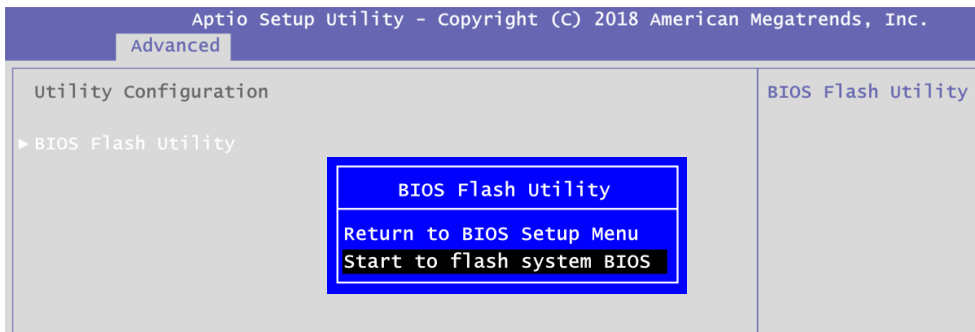 Aptio Setup Utility - Copyright (C) 2018 American Megatrends, Inc.
Advanced
Utility Configuration
BIOS Flash Utility
►BIOS Flash Utility
BIOS Flash Utility
Return to BIOS Setup Menu
Start to flash system BIOS